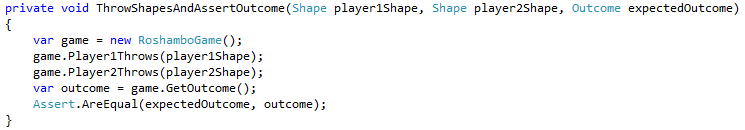 private void ThrowShapesAndAssertOutcome(Shape player1Shape, Shape player2Shape, Outcome expectedOutcome)
{
    var game = new RoshamboGame();
    game.Player1Throws(player1Shape);
    game.Player2Throws(player2Shape);
    var outcome = game.GetOutcome();
    Assert.AreEqual(expectedOutcome, outcome);
}